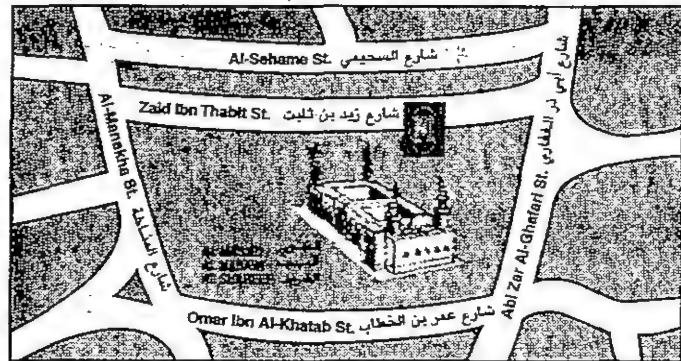 Al-Sehame St. شارع السحيمي
Zaid Ibn Thabit St. شارع زيد بن ثابت
Al-Manakha St. شارع المناخة
Abi Zar Al-Ghafari St. شارع أبي ذر الغفاري
Omar Ibn Al-Khatab St. شارع عمر بن الخطاب